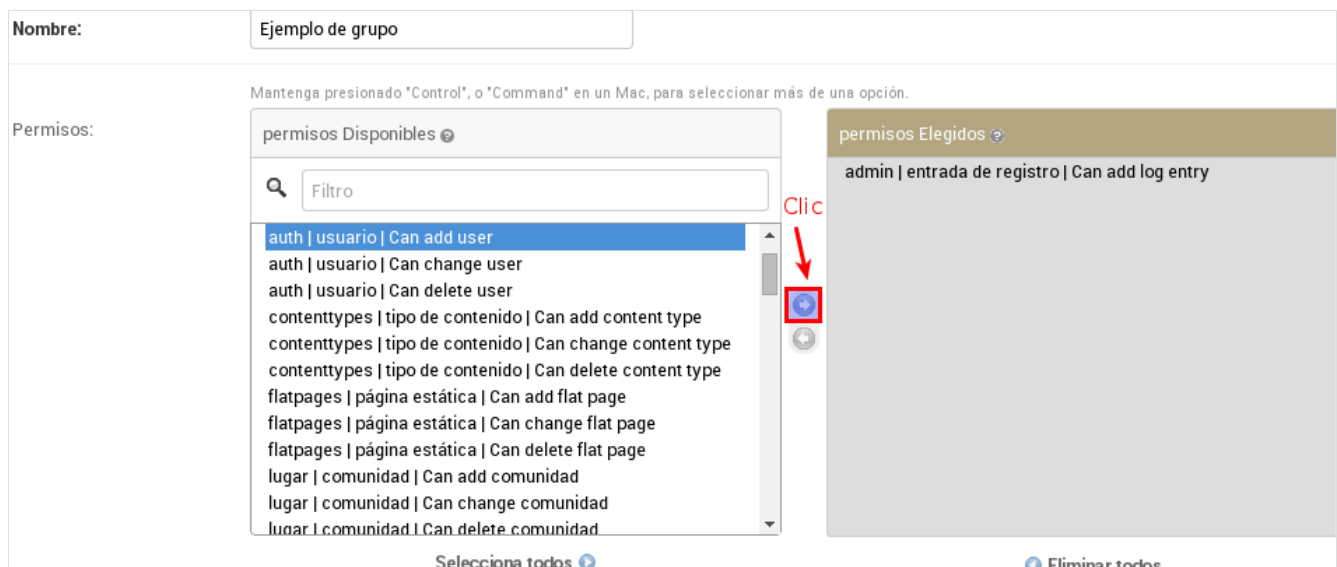 Nombre:
Ejemplo de grupo
Mantenga presionado "Control", o "Command" en un Mac, para seleccionar más de una opción.
Permisos:
permisos Disponibles
Filtro
auth | usuario | Can add user
auth | usuario | Can change user
auth | usuario | Can delete user
contenttypes | tipo de contenido | Can add content type
contenttypes | tipo de contenido | Can change content type
contenttypes | tipo de contenido | Can delete content type
flatpages | página estática | Can add flat page
flatpages | página estática | Can change flat page
flatpages | página estática | Can delete flat page
lugar | comunidad | Can add comunidad
lugar | comunidad | Can change comunidad
lugar | comunidad | Can delete comunidad
Selecciona todos
Clic
permisos Elegidos
admin | entrada de registro | Can add log entry
Eliminar todos